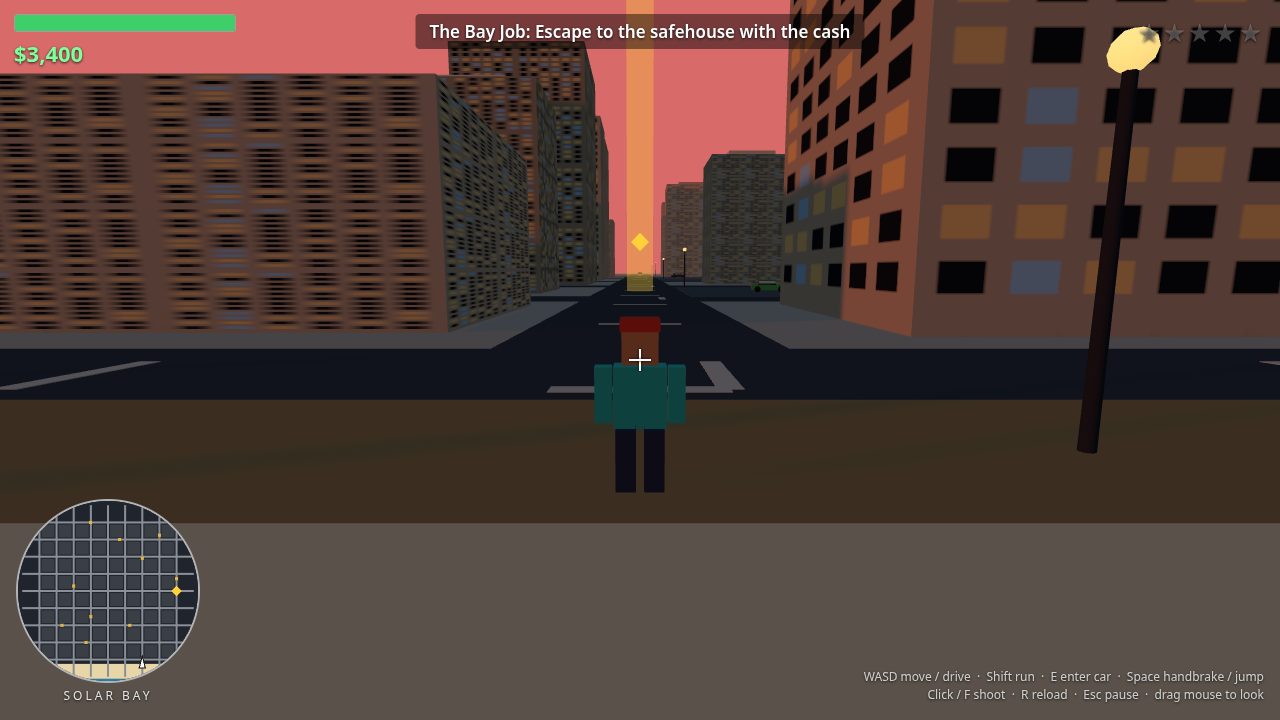 The Bay Job: Escape to the safehouse with the cash
$3,400
SOLAR BAY
WASD move / drive · Shift run · E enter car · Space handbrake / jump
Click / F shoot · R reload · Esc pause · drag mouse to look